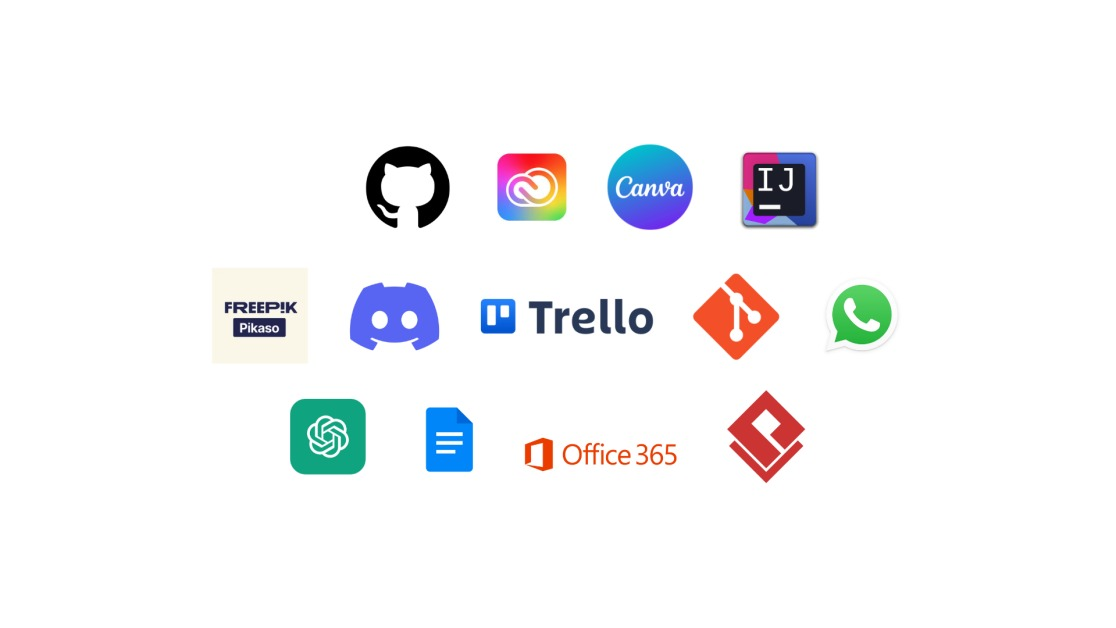 Canva
IJ
FREEP!K
Pikaso
Trello
Office 365